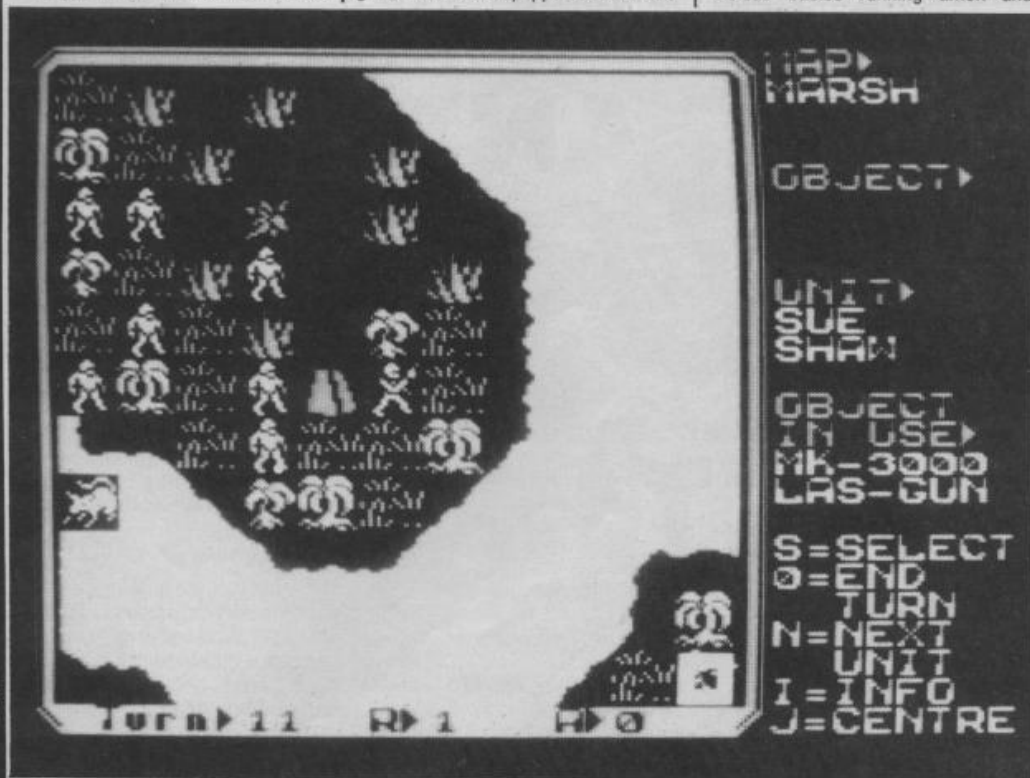 MAP▶
MARSH
OBJECT▶
UNIT▶
SUE
SHAW
OBJECT
IN USE▶
MK-3000
LAS-GUN
S=SELECT
0=END
TURN
N=NEXT
UNIT
I=INFO
J=CENTRE
Turn▶11 R▶1 W▶0